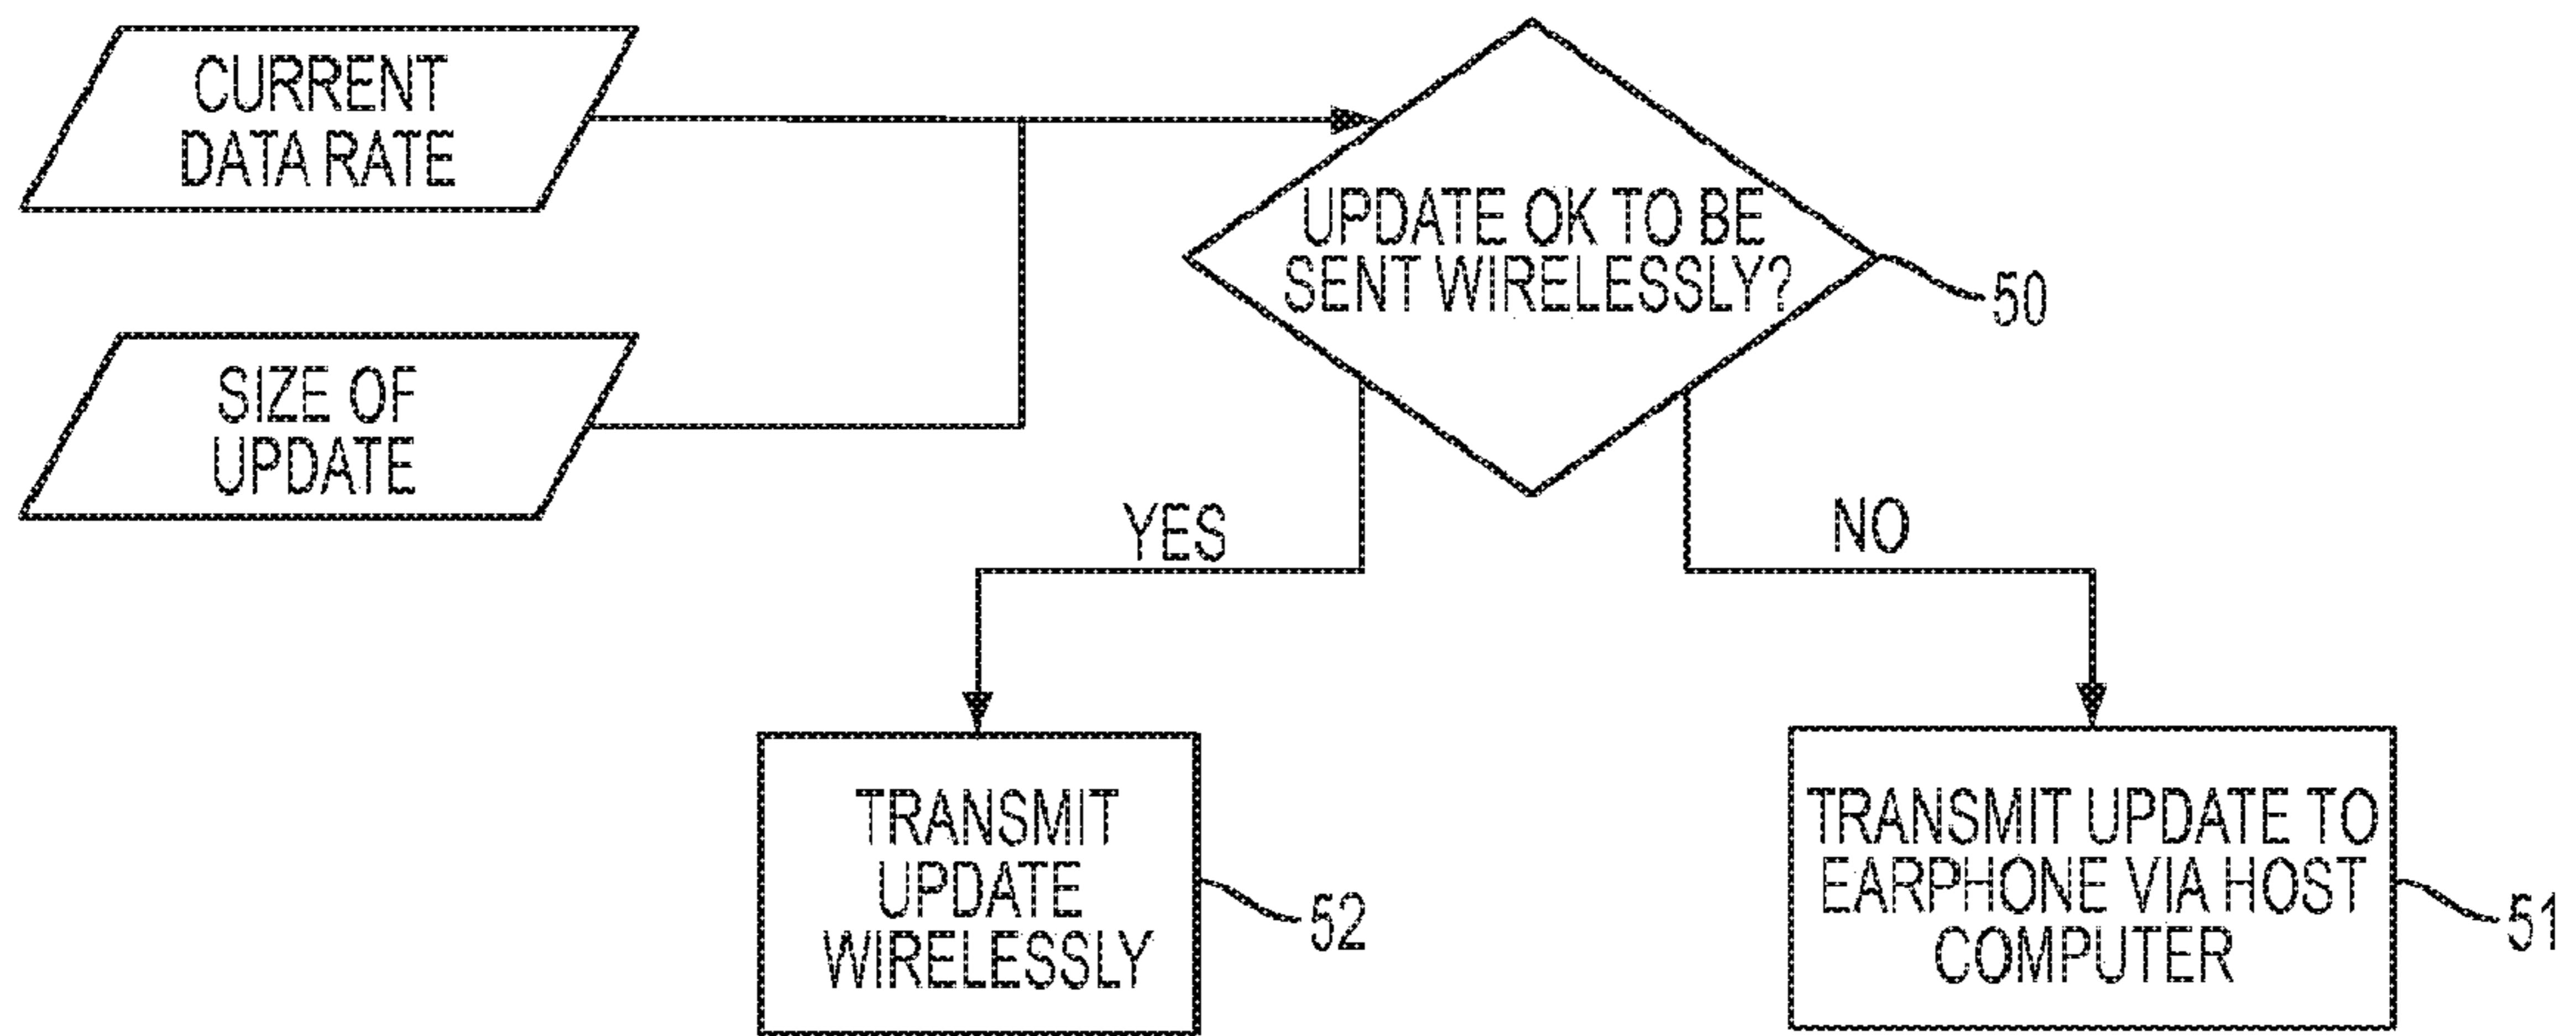 CURRENT
DATA RATE
UPDATE OK TO BE
SENT WIRELESSLY?
50
SIZE OF
UPDATE
YES
NO
TRANSMIT
UPDATE
WIRELESSLY
52
TRANSMIT UPDATE TO
EARPHONE VIA HOST
COMPUTER
51